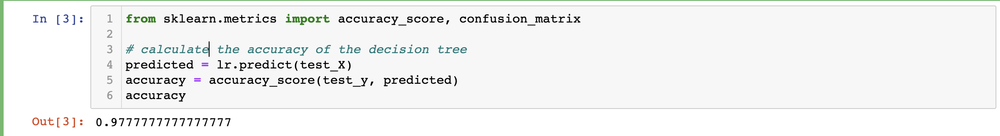 In [3]:
1 from sklearn.metrics import accuracy_score, confusion_matrix
2
3 # calculate the accuracy of the decision tree
4 predicted = lr.predict(test_X)
5 accuracy = accuracy_score(test_y, predicted)
6 accuracy
Out[3]: 0.9777777777777777